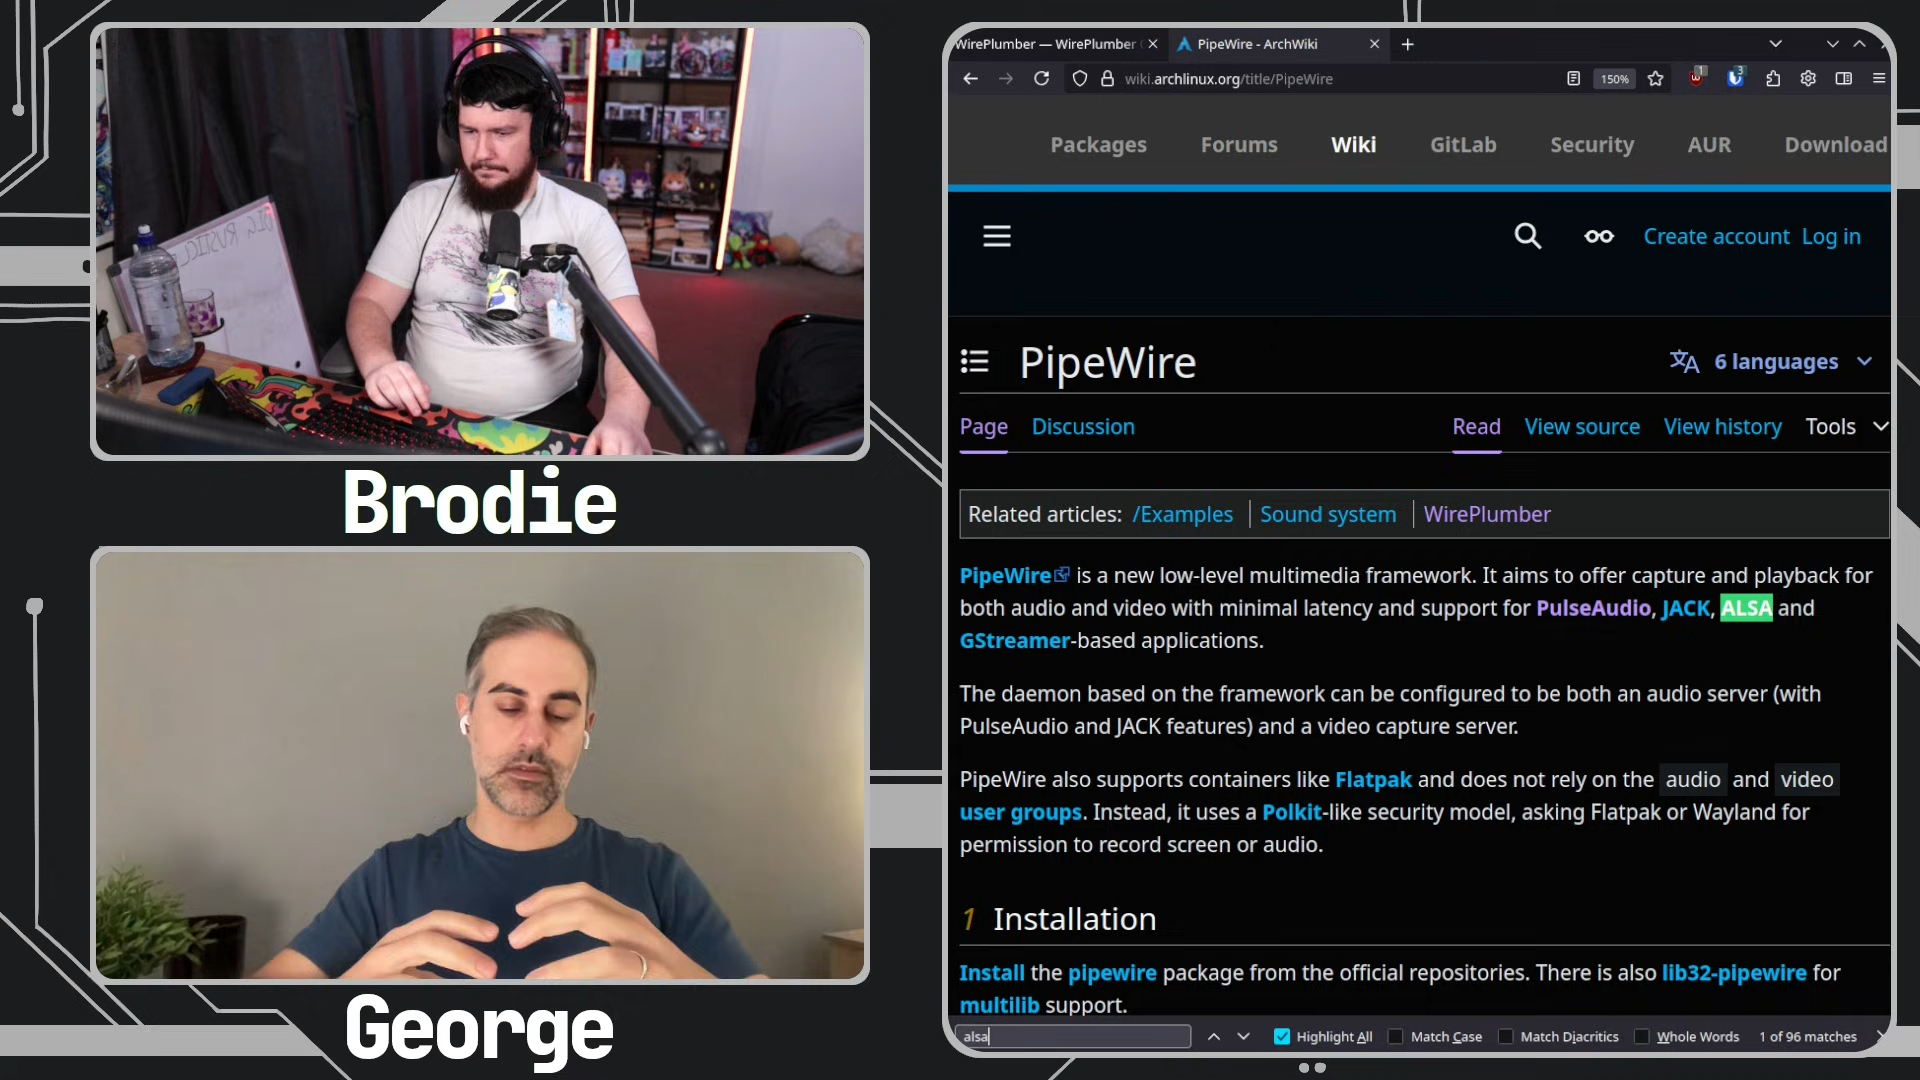 Brodie
George
WirePlumber — WirePlumber
PipeWire - ArchWiki
wiki.archlinux.org/title/PipeWire
150%
1
3
Packages Forums Wiki GitLab Security AUR Download
Create account Log in
PipeWire
6 languages
Page Discussion Read View source View history Tools
Related articles: /Examples Sound system WirePlumber
PipeWire is a new low-level multimedia framework. It aims to offer capture and playback for
both audio and video with minimal latency and support for PulseAudio, JACK, ALSA and
GStreamer-based applications.
The daemon based on the framework can be configured to be both an audio server (with
PulseAudio and JACK features) and a video capture server.
PipeWire also supports containers like Flatpak and does not rely on the audio and video
user groups. Instead, it uses a Polkit-like security model, asking Flatpak or Wayland for
permission to record screen or audio.
1 Installation
Install the pipewire package from the official repositories. There is also lib32-pipewire for
multilib support.
alsa Highlight All Match Case Match Diacritics Whole Words 1 of 96 matches